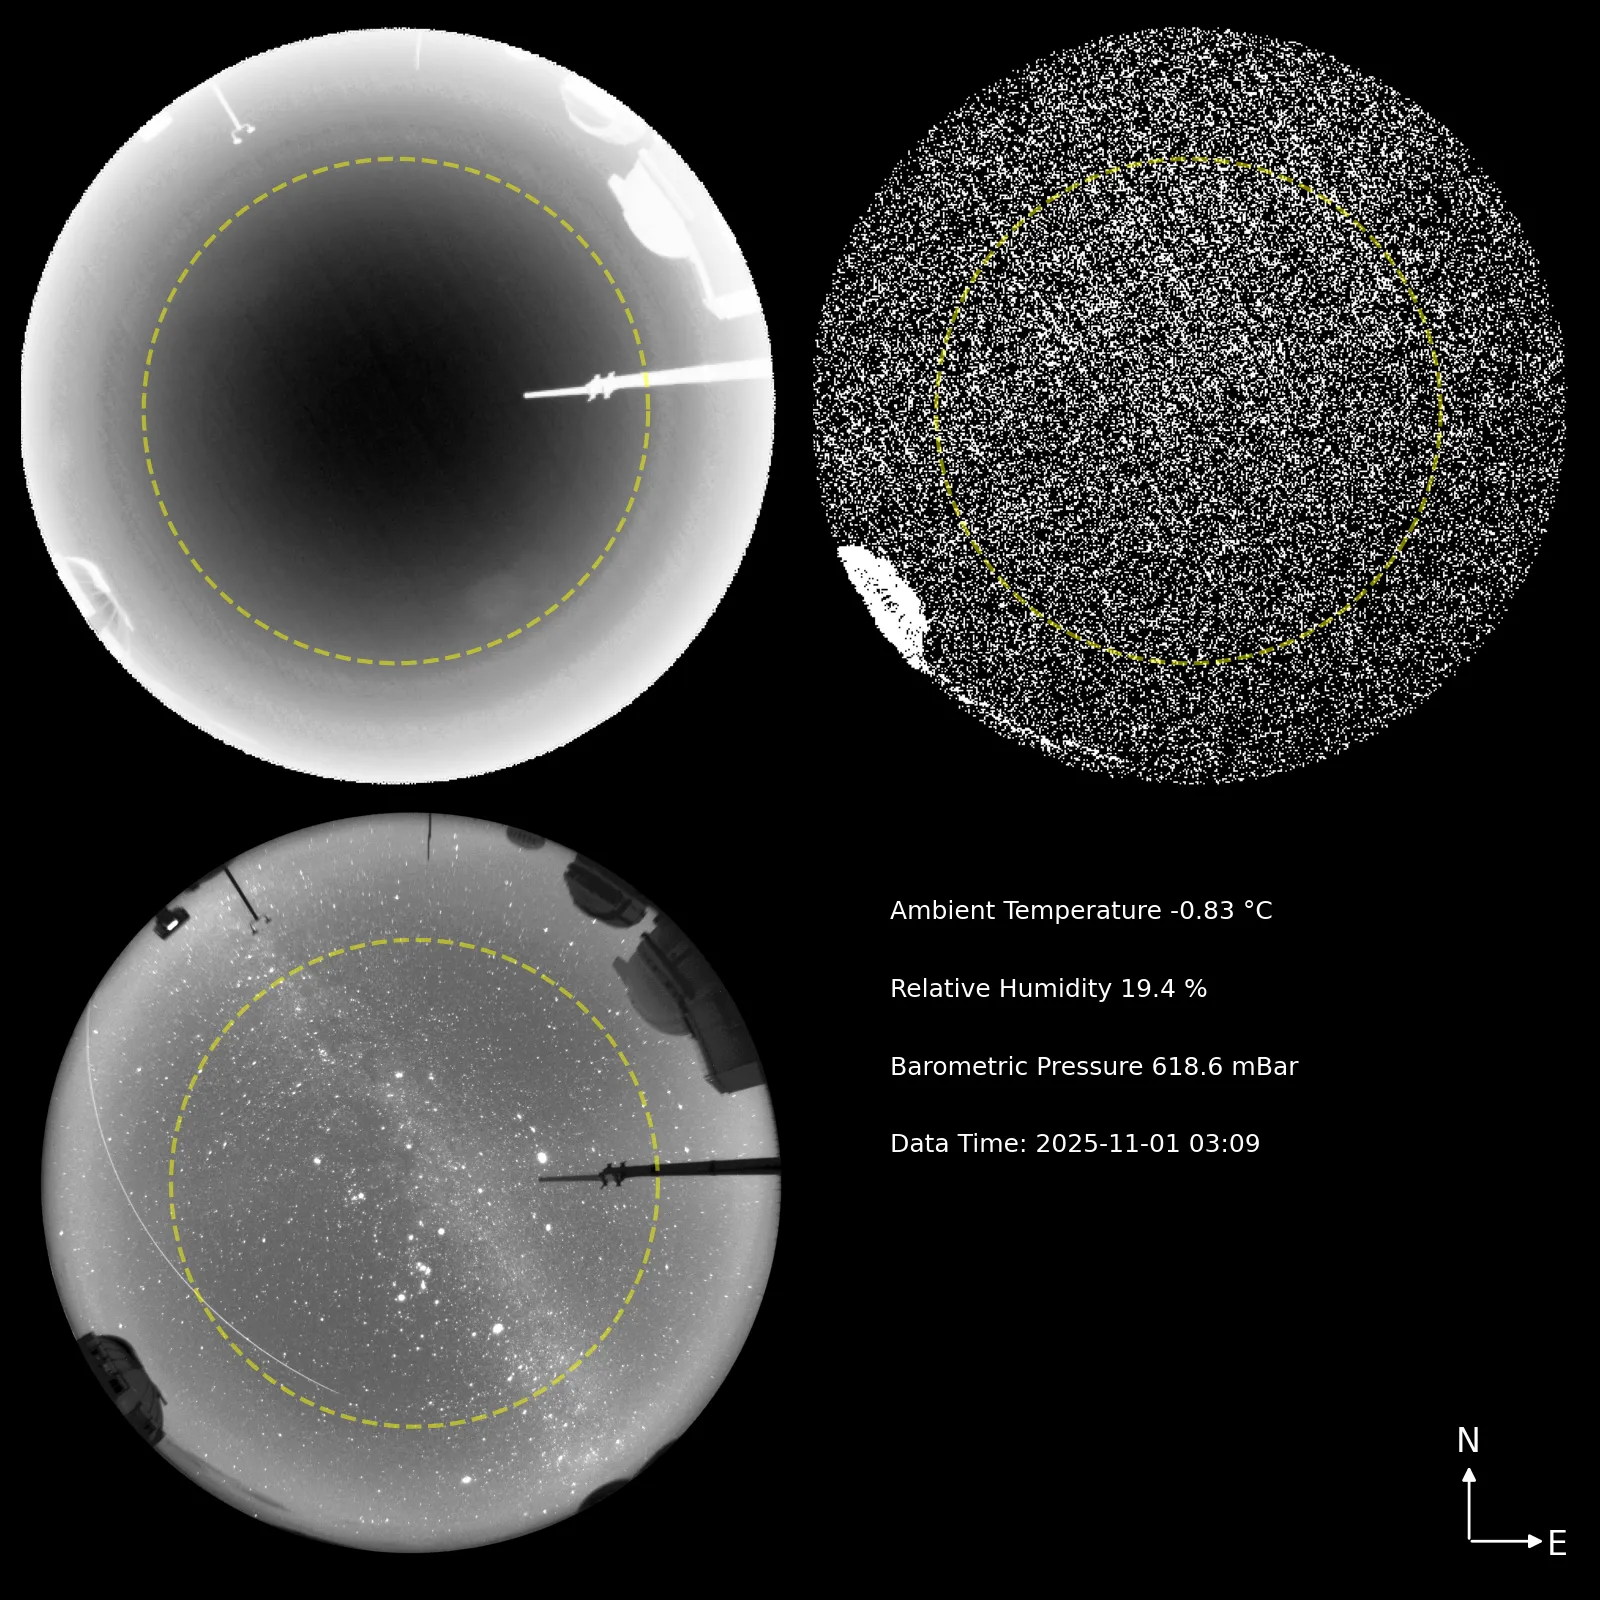 Ambient Temperature -0.83 °C
Relative Humidity 19.4 %
Barometric Pressure 618.6 mBar
Data Time: 2025-11-01 03:09
N
E